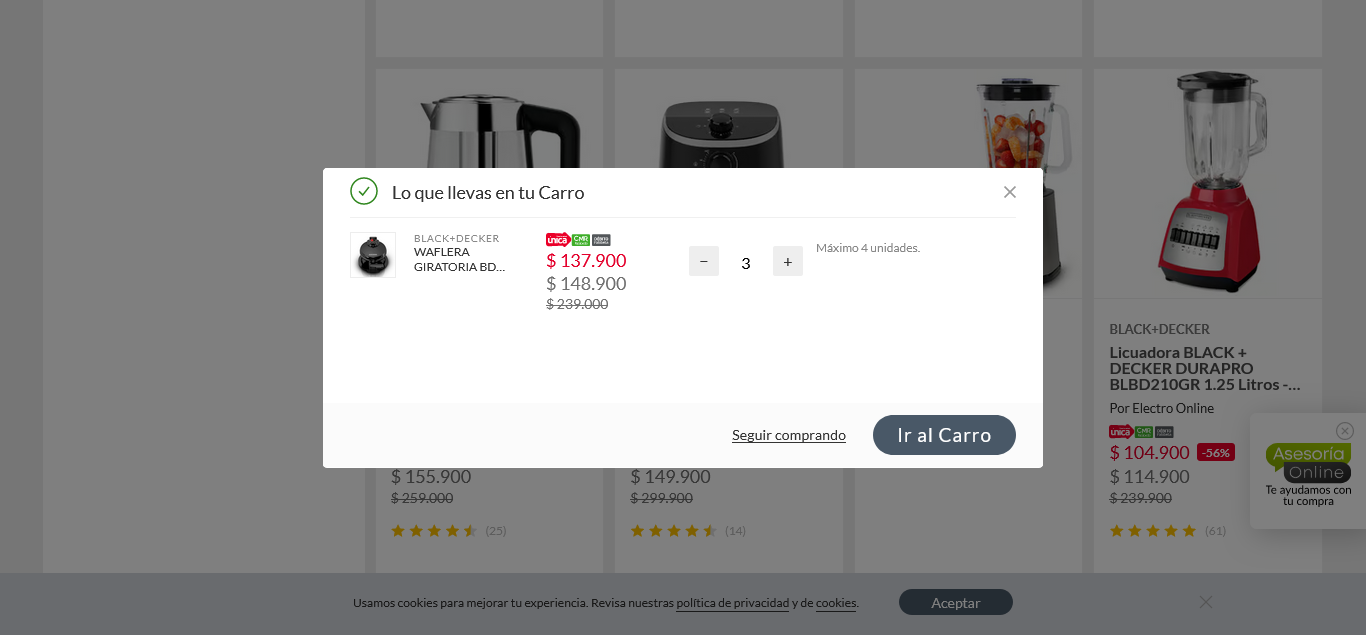 Lo que llevas en tu Carro
BLACK+DECKER
WAFLERA
GIRATORIA BD...
única
CMR
$ 137.900
$ 148.900
$ 239.000
−
3
+
Máximo 4 unidades.
Seguir comprando
Ir al Carro
BLACK+DECKER
Licuadora BLACK +
DECKER DURAPRO
BLBD210GR 1.25 Litros -...
Por Electro Online
única
CMR
$ 104.900 -56%
$ 114.900
$ 239.900
(61)
$ 155.900
$ 259.000
(25)
$ 149.900
$ 299.900
(14)
Asesoría
Online
Te ayudamos con
tu compra
Usamos cookies para mejorar tu experiencia. Revisa nuestras política de privacidad y de cookies.
Aceptar